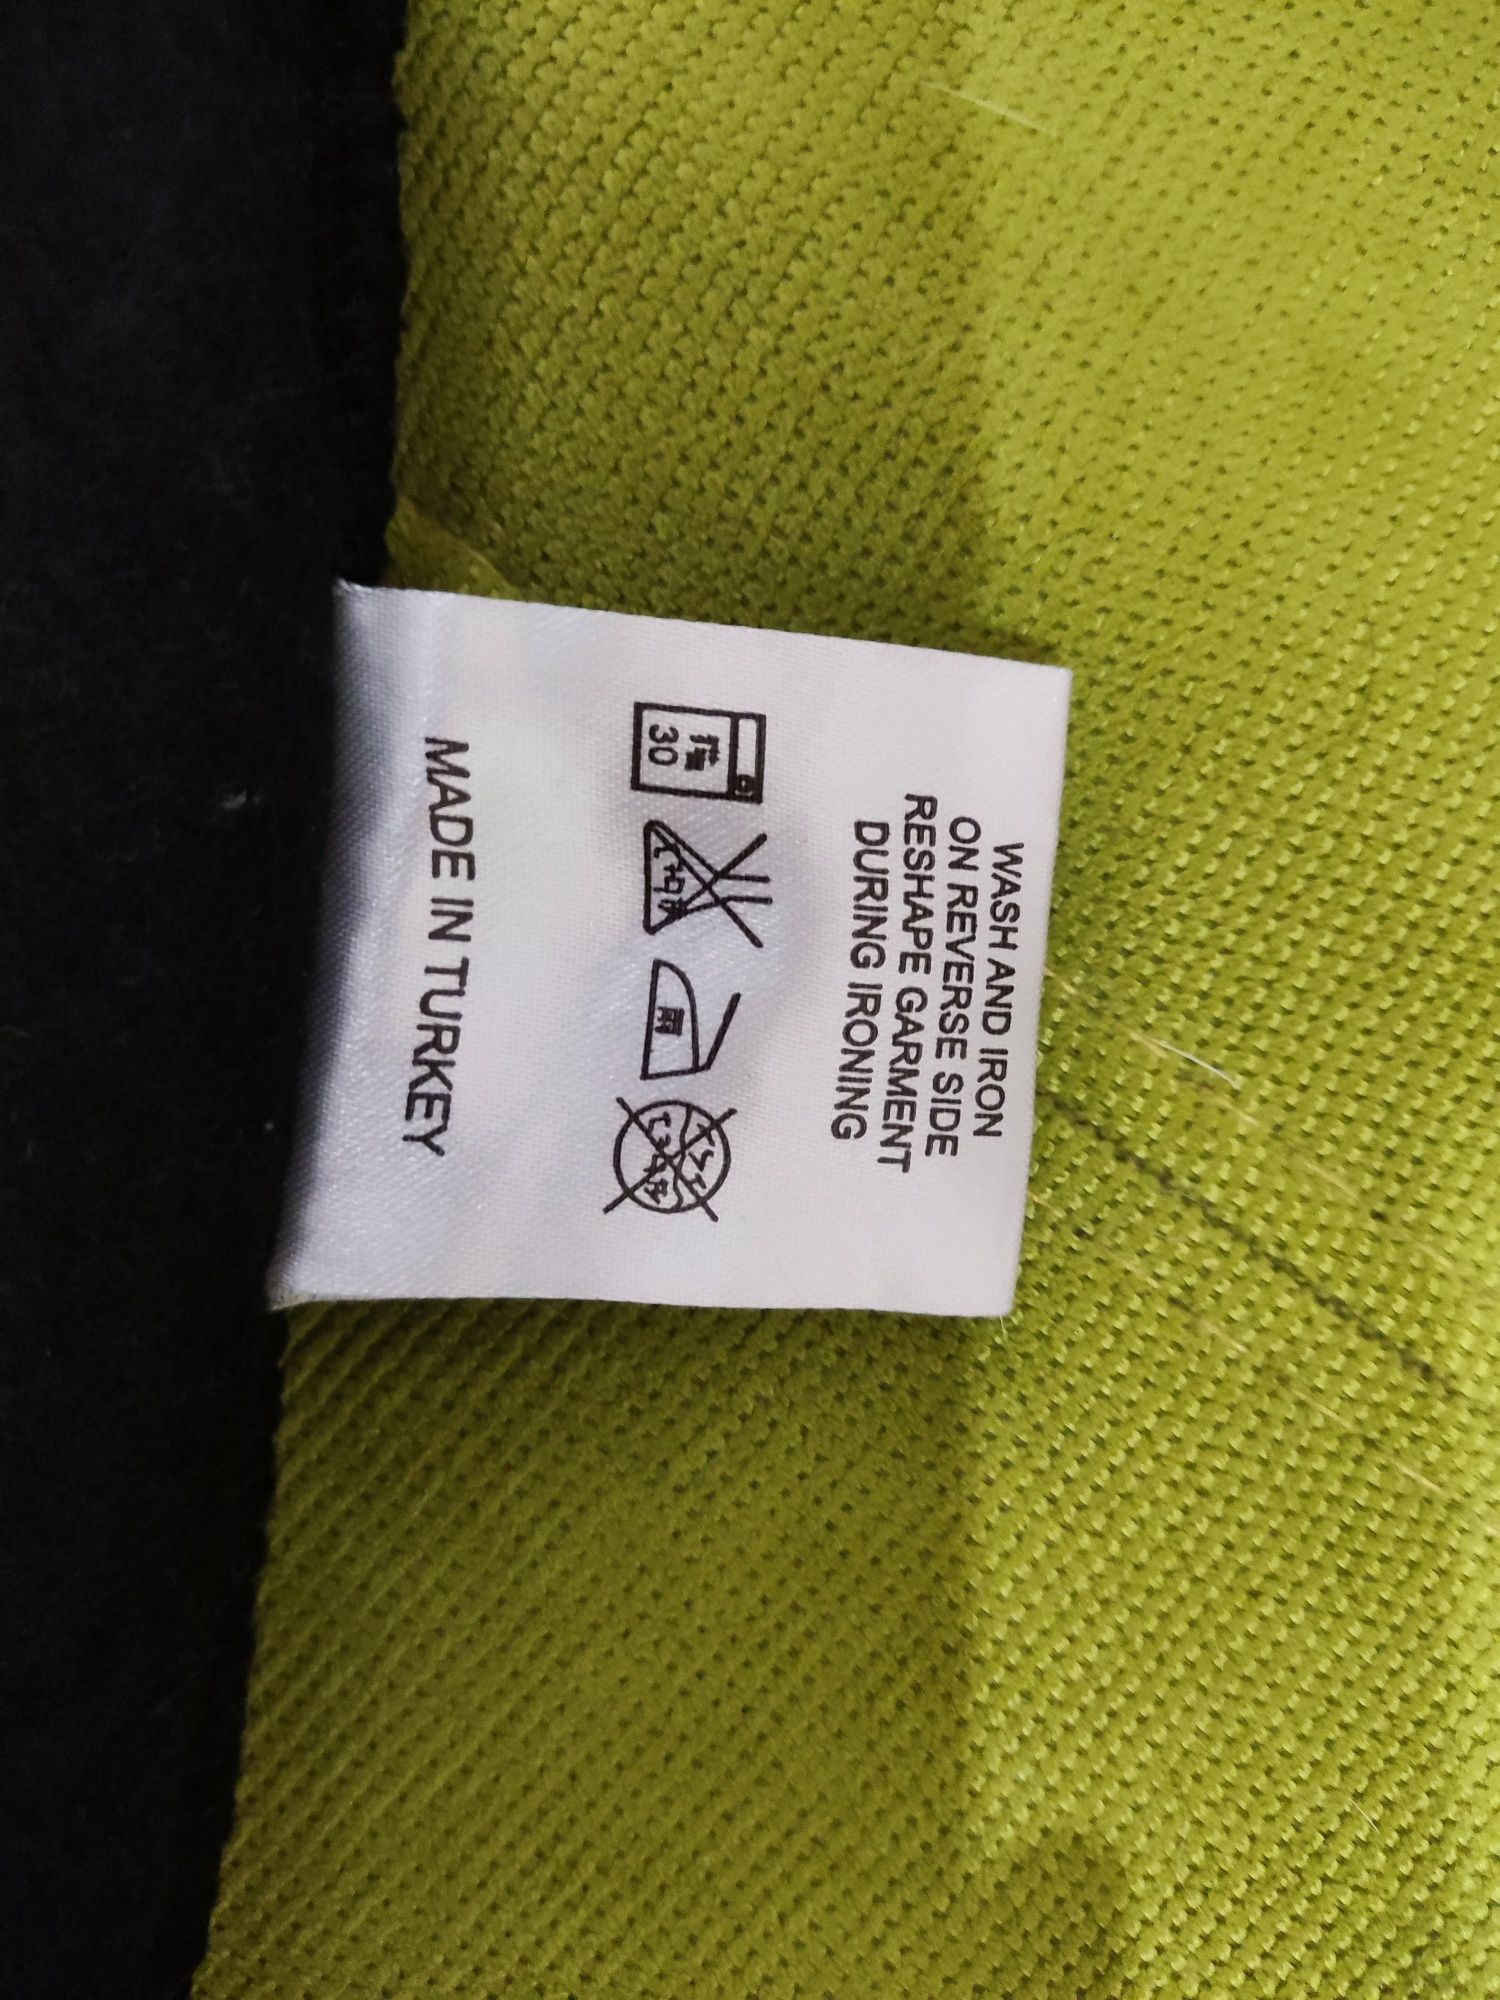 WASH AND IRON
ON REVERSE SIDE
RESHAPE GARMENT
DURING IRONING
30
MADE IN TURKEY